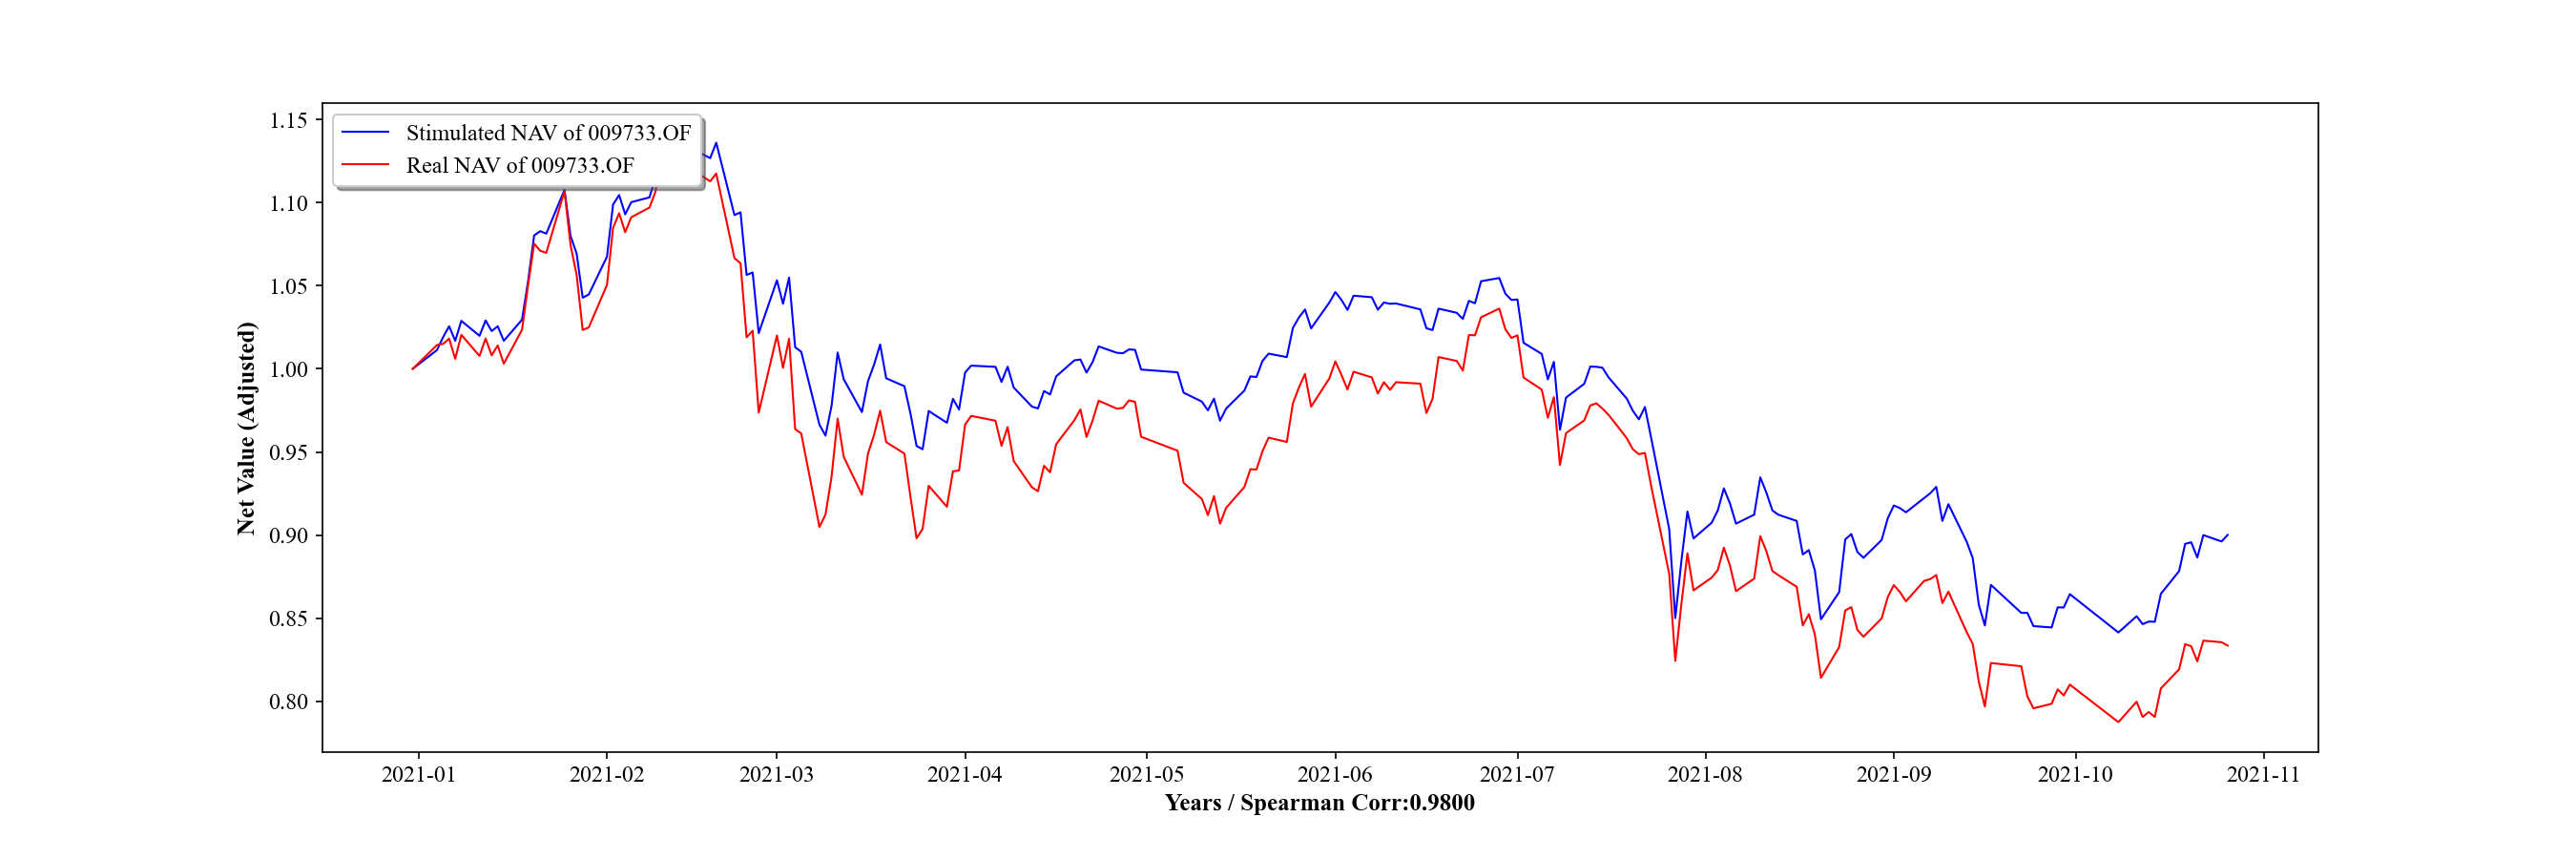 Stimulated NAV of 009733.OF
Real NAV of 009733.OF
1.15
1.10
1.05
1.00
0.95
0.90
0.85
0.80
Net Value (Adjusted)
2021-01 2021-02 2021-03 2021-04 2021-05 2021-06 2021-07 2021-08 2021-09 2021-10 2021-11
Years / Spearman Corr:0.9800